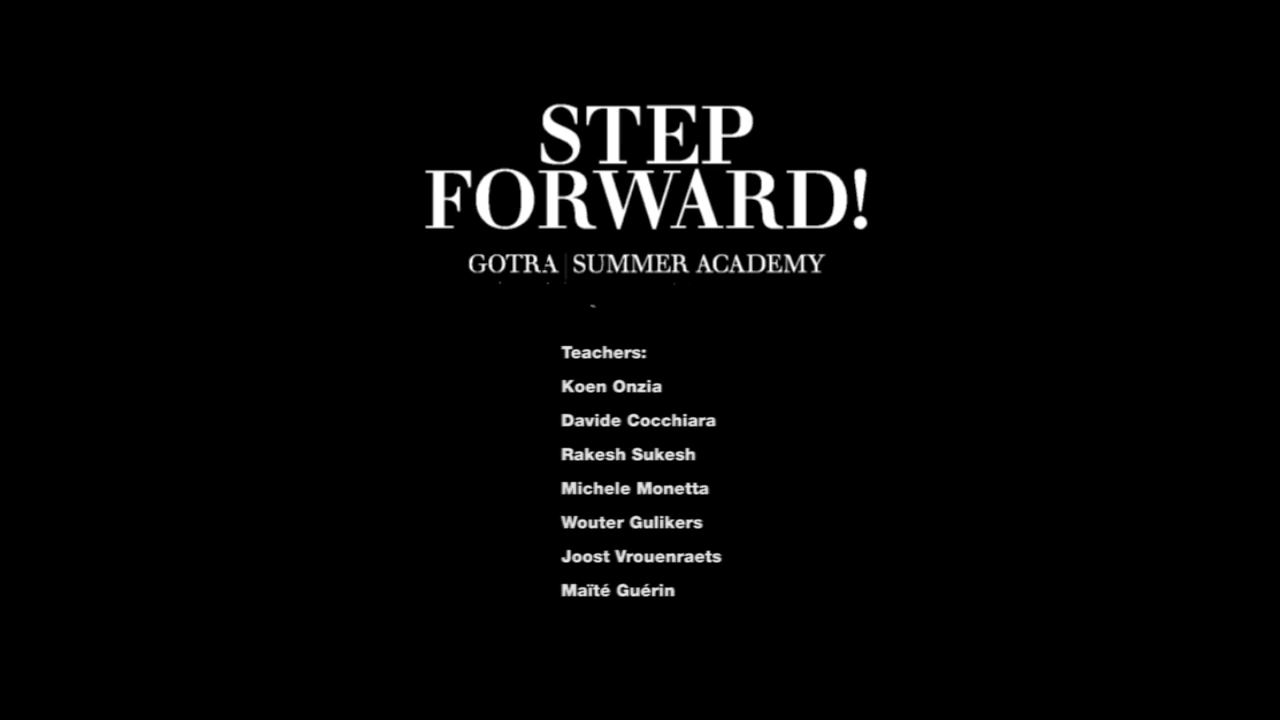 STEP
FORWARD!
GOTRA | SUMMER ACADEMY
Teachers:
Koen Onzia
Davide Cocchiara
Rakesh Sukesh
Michele Monetta
Wouter Gulikers
Joost Vrouenraets
Maïté Guérin